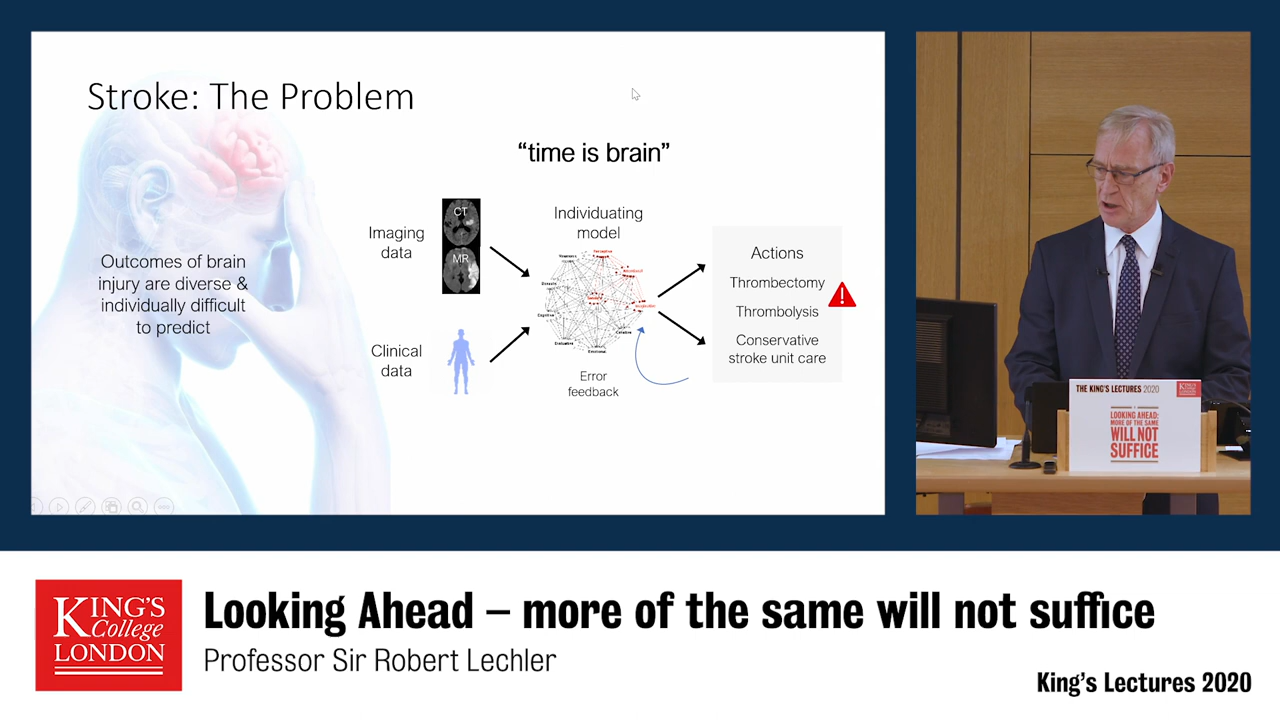 Stroke: The Problem
“time is brain”
Outcomes of brain
injury are diverse &
individually difficult
to predict
Imaging
data
CT
MR
Clinical
data
Individuating
model
Error
feedback
Actions
Thrombectomy
Thrombolysis
Conservative
stroke unit care
THE KING'S LECTURES 2020
LOOKING AHEAD:
MORE OF THE SAME
WILL NOT
SUFFICE
KING'S
College
LONDON
Looking Ahead – more of the same will not suffice
Professor Sir Robert Lechler
King's Lectures 2020